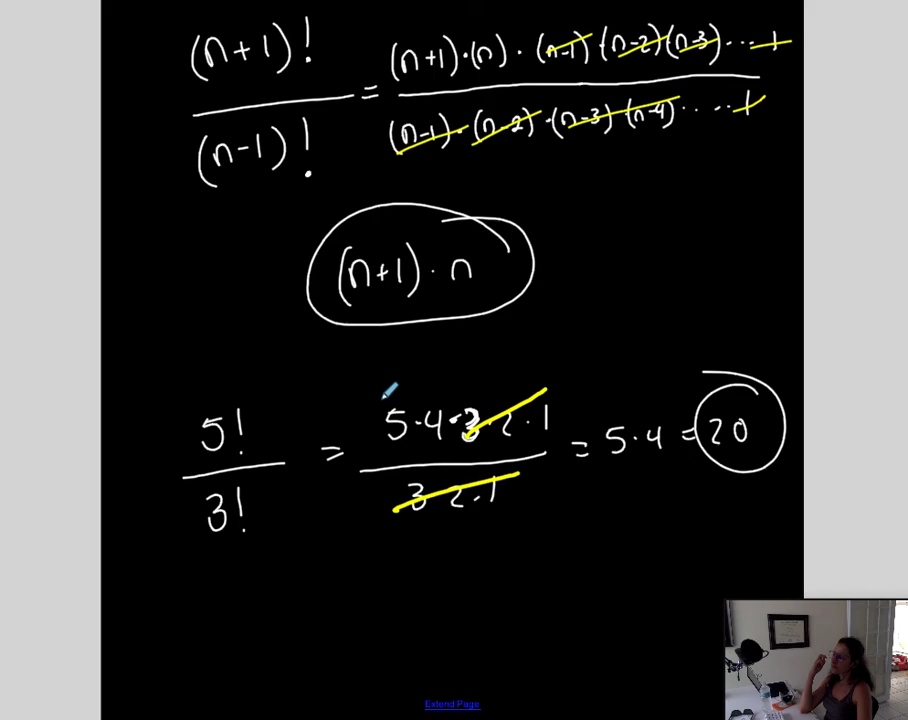 (n+1)! / (n-1)! = (n+1)·(n)·(n-1)·(n-2)(n-3)....1 / (n-1)·(n-2)·(n-3)(n-4).....1
(n+1)·n
5! / 3! = 5·4·3·2·1 / 3·2·1 = 5·4 = 20
Extend Page